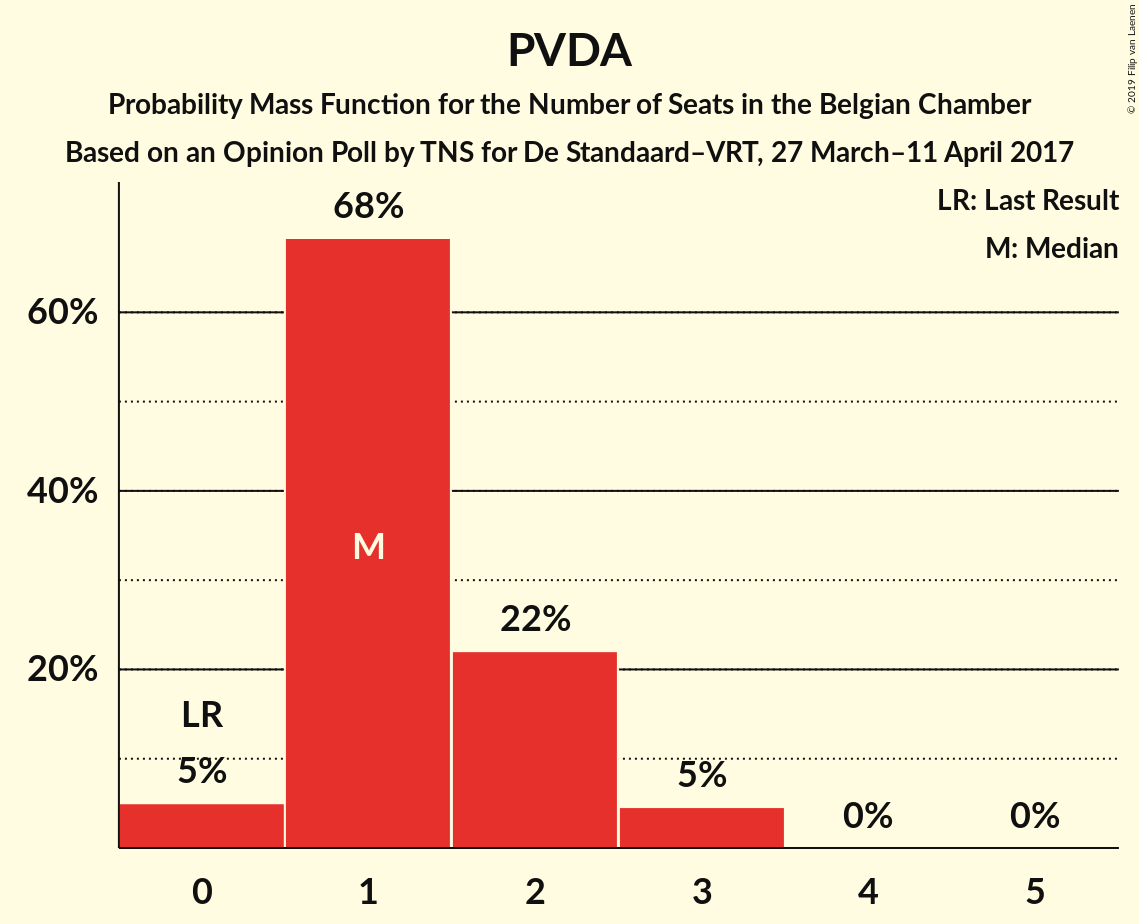 PVDA
Probability Mass Function for the Number of Seats in the Belgian Chamber
Based on an Opinion Poll by TNS for De Standaard–VRT, 27 March–11 April 2017
© 2019 Filip van Laenen
LR: Last Result
M: Median
68%
60%
40%
M
22%
20%
LR
5%
5%
0%
0%
0
1
2
3
4
5